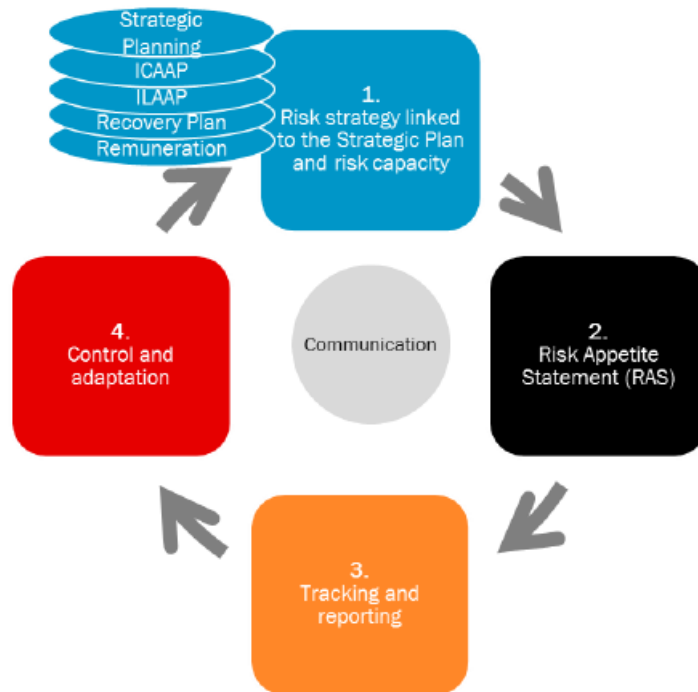 Strategic
Planning
ICAAP
ILAAP
Recovery Plan
Remuneration
1.
Risk strategy linked
to the Strategic Plan
and risk capacity
4.
Control and
adaptation
Communication
2.
Risk Appetite
Statement (RAS)
3.
Tracking and
reporting